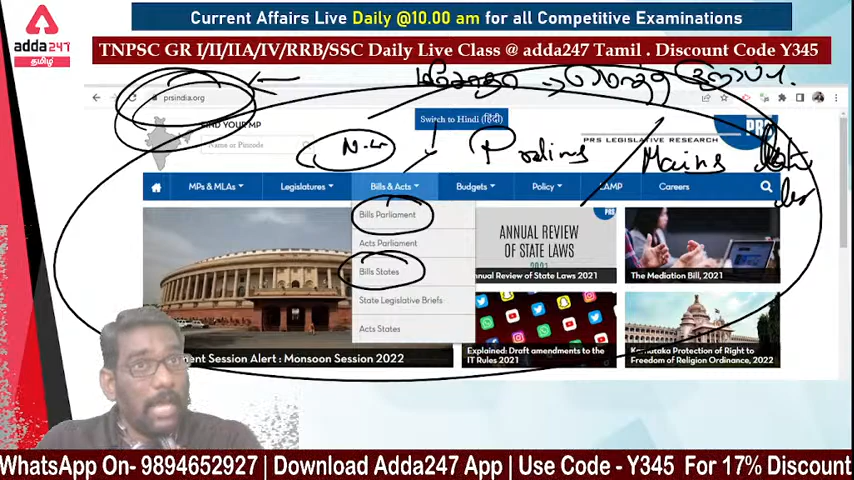 Current Affairs Live Daily @10.00 am for all Competitive Examinations
adda247
தமிழ்
TNPSC GR I/II/IIA/IV/RRB/SSC Daily Live Class @ adda247 Tamil . Discount Code Y345
prsindia.org
FIND YOUR MP
Name or Pincode
Switch to Hindi (हिंदी)
PRS
PRS LEGISLATIVE RESEARCH
Prelims
Mains
MPs & MLAs
Legislatures
Bills & Acts
Budgets
Policy
LAMP
Careers
Bills Parliament
Acts Parliament
Bills States
State Legislative Briefs
Acts States
ANNUAL REVIEW
OF STATE LAWS
2021
nnual Review of State Laws 2021
The Mediation Bill, 2021
ent Session Alert : Monsoon Session 2022
Explained: Draft amendments to the
IT Rules 2021
Karnataka Protection of Right to
Freedom of Religion Ordinance, 2022
WhatsApp On- 9894652927 | Download Adda247 App | Use Code - Y345 For 17% Discount